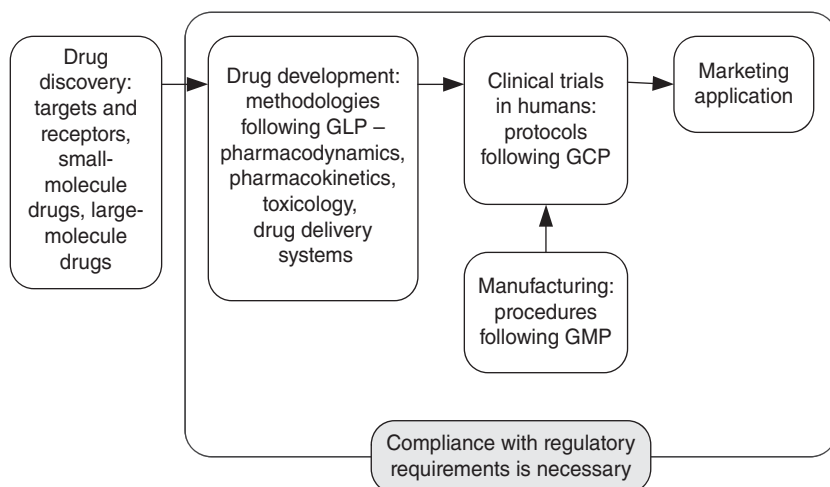 Drug
discovery:
targets and
receptors,
small-
molecule
drugs, large-
molecule
drugs
Drug development:
methodologies
following GLP –
pharmacodynamics,
pharmacokinetics,
toxicology,
drug delivery
systems
Clinical trials
in humans:
protocols
following GCP
Marketing
application
Manufacturing:
procedures
following GMP
Compliance with regulatory
requirements is necessary